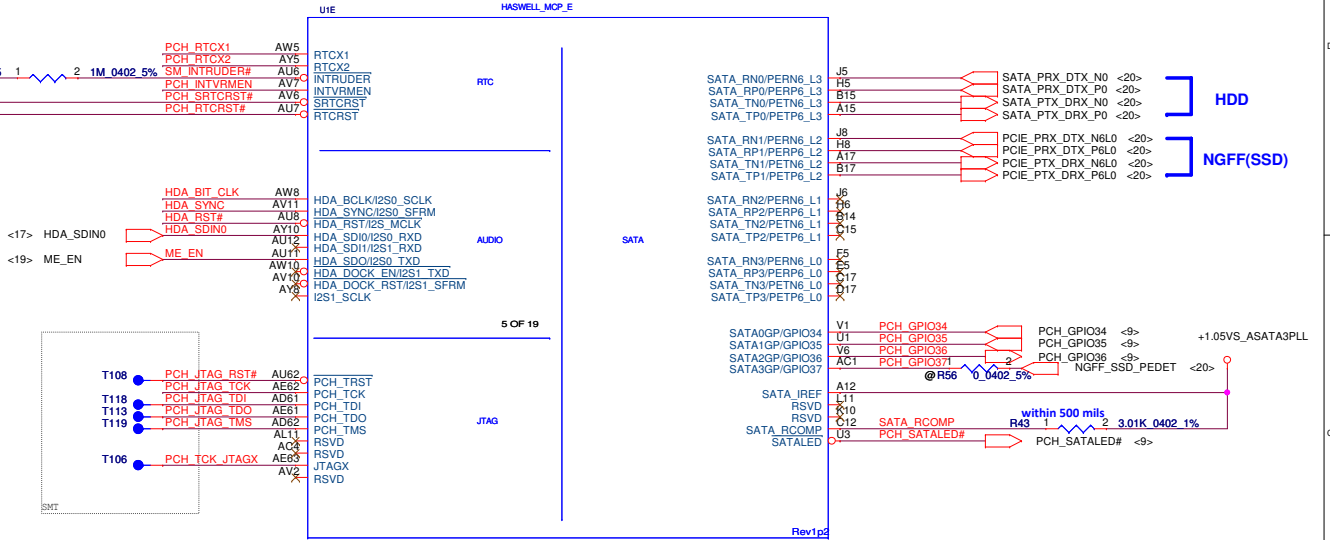 U1E
HASWELL_MCP_E
PCH_RTCX1 AW5 RTCX1
PCH_RTCX2 AY5 RTCX2
1 2 1M_0402_5% SM_INTRUDER# AU6 INTRUDER
PCH_INTVRMEN AV7 INTVRMEN
PCH_SRTCRST# AV6 SRTCRST
PCH_RTCRST# AU7 RTCRST
RTC
SATA_RN0/PERN6_L3 J5 SATA_PRX_DTX_N0 <20>
SATA_RP0/PERP6_L3 H5 SATA_PRX_DTX_P0 <20>
SATA_TN0/PETN6_L3 B15 SATA_PTX_DRX_N0 <20>
SATA_TP0/PETP6_L3 A15 SATA_PTX_DRX_P0 <20>
HDD
SATA_RN1/PERN6_L2 J8 PCIE_PRX_DTX_N6L0 <20>
SATA_RP1/PERP6_L2 H8 PCIE_PRX_DTX_P6L0 <20>
SATA_TN1/PETN6_L2 A17 PCIE_PTX_DRX_N6L0 <20>
SATA_TP1/PETP6_L2 B17 PCIE_PTX_DRX_P6L0 <20>
NGFF(SSD)
HDA_BIT_CLK AW8 HDA_BCLK/I2S0_SCLK
HDA_SYNC AV11 HDA_SYNC/I2S0_SFRM
HDA_RST# AU8 HDA_RST/I2S_MCLK
<17> HDA_SDIN0 HDA_SDIN0 AY10 HDA_SDI0/I2S0_RXD
AU12 HDA_SDI1/I2S1_RXD
<19> ME_EN ME_EN AU11 HDA_SDO/I2S0_TXD
AW10 HDA_DOCK_EN/I2S1_TXD
AV10 HDA_DOCK_RST/I2S1_SFRM
AY8 I2S1_SCLK
AUDIO
SATA
SATA_RN2/PERN6_L1 J6
SATA_RP2/PERP6_L1 H6
SATA_TN2/PETN6_L1 B14
SATA_TP2/PETP6_L1 C15
SATA_RN3/PERN6_L0 F5
SATA_RP3/PERP6_L0 E5
SATA_TN3/PETN6_L0 C17
SATA_TP3/PETP6_L0 D17
5 OF 19
SATA0GP/GPIO34 V1 PCH_GPIO34 PCH_GPIO34 <9>
SATA1GP/GPIO35 U1 PCH_GPIO35 PCH_GPIO35 <9>
SATA2GP/GPIO36 V6 PCH_GPIO36 PCH_GPIO36 <9>
SATA3GP/GPIO37 AC1 PCH_GPIO37 1 2 NGFF_SSD_PEDET <20>
@R56 0_0402_5%
+1.05VS_ASATA3PLL
SATA_IREF A12
RSVD L11
RSVD K10
within 500 mils
SATA_RCOMP C12 SATA_RCOMP R43 1 2 3.01K_0402_1%
SATALED U3 PCH_SATALED# PCH_SATALED# <9>
T108 PCH_JTAG_RST# AU62 PCH_TRST
PCH_JTAG_TCK AE62 PCH_TCK
T118 PCH_JTAG_TDI AD61 PCH_TDI
T113 PCH_JTAG_TDO AE61 PCH_TDO
T119 PCH_JTAG_TMS AD62 PCH_TMS
AL11 RSVD
AC4 RSVD
T106 PCH_TCK_JTAGX AE63 JTAGX
AV2 RSVD
JTAG
SMT
Rev1p2